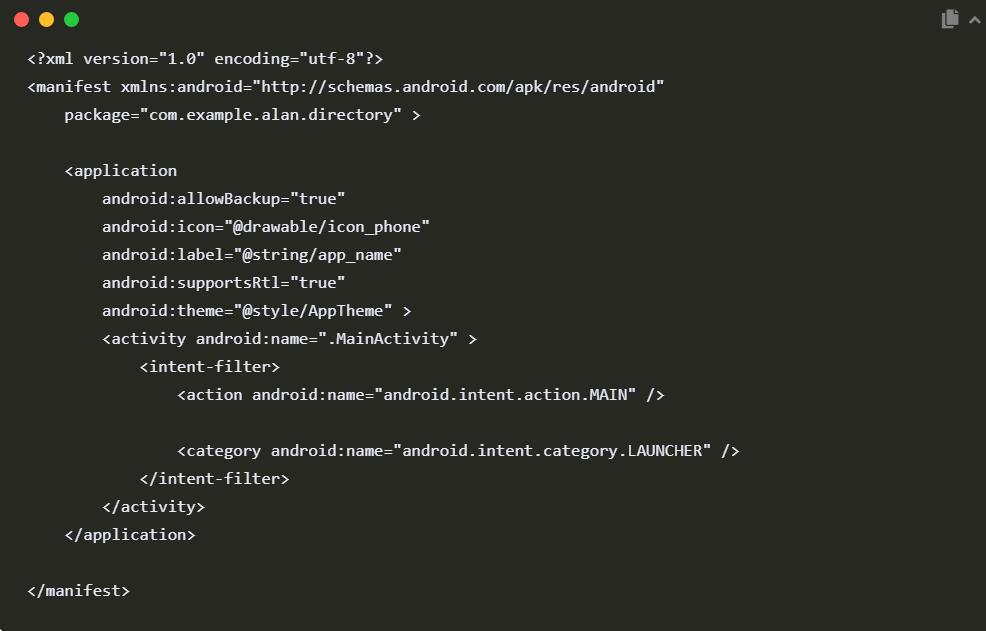 <?xml version="1.0" encoding="utf-8"?>
<manifest xmlns:android="http://schemas.android.com/apk/res/android"
    package="com.example.alan.directory" >

    <application
        android:allowBackup="true"
        android:icon="@drawable/icon_phone"
        android:label="@string/app_name"
        android:supportsRtl="true"
        android:theme="@style/AppTheme" >
        <activity android:name=".MainActivity" >
            <intent-filter>
                <action android:name="android.intent.action.MAIN" />

                <category android:name="android.intent.category.LAUNCHER" />
            </intent-filter>
        </activity>
    </application>

</manifest>